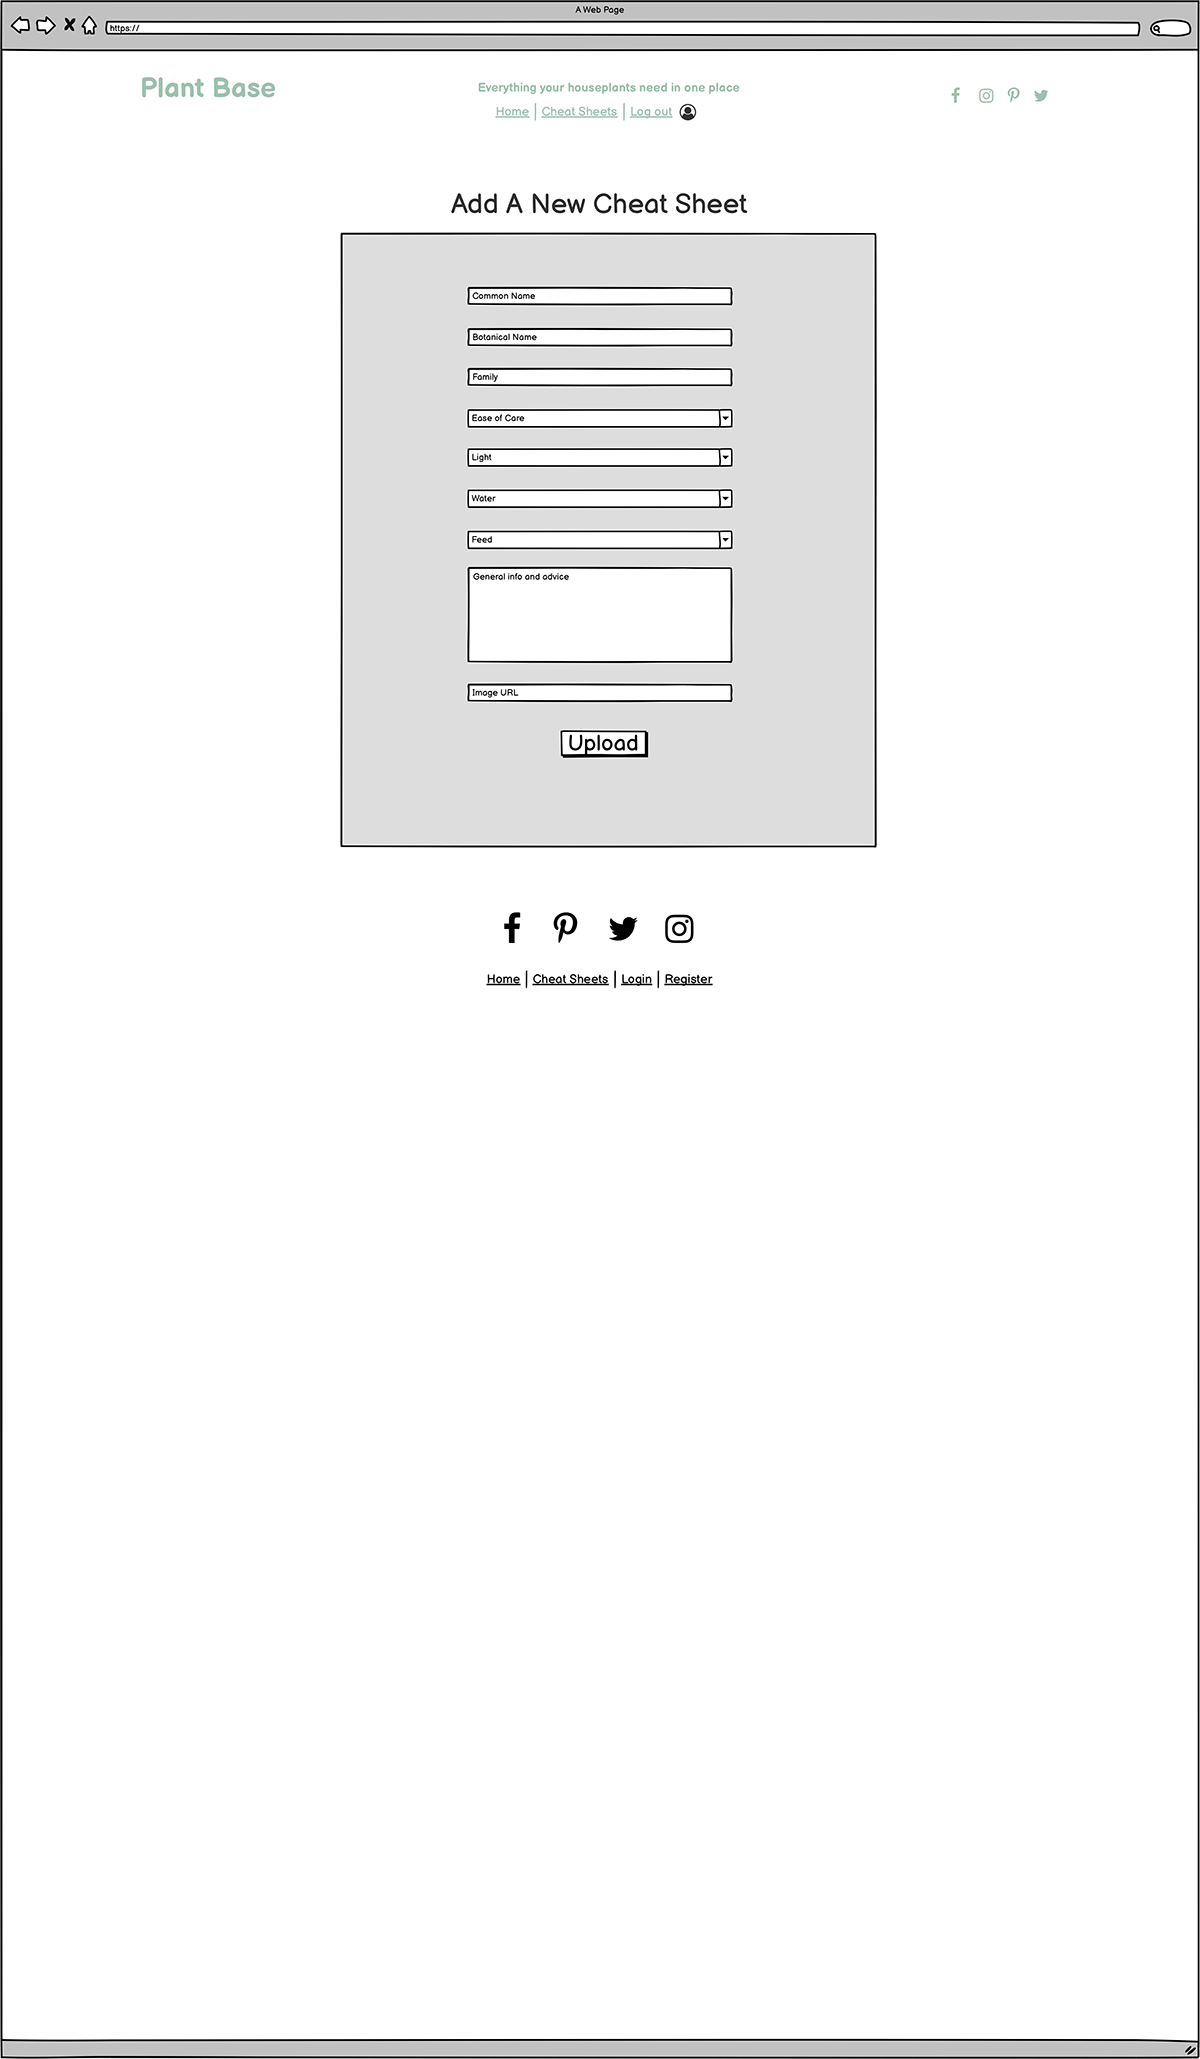 A Web Page
https://
Plant Base
Everything your houseplants need in one place
Home | Cheat Sheets | Log out
Add A New Cheat Sheet
Common Name
Botanical Name
Family
Ease of Care
Light
Water
Feed
General info and advice
Image URL
Upload
Home | Cheat Sheets | Login | Register